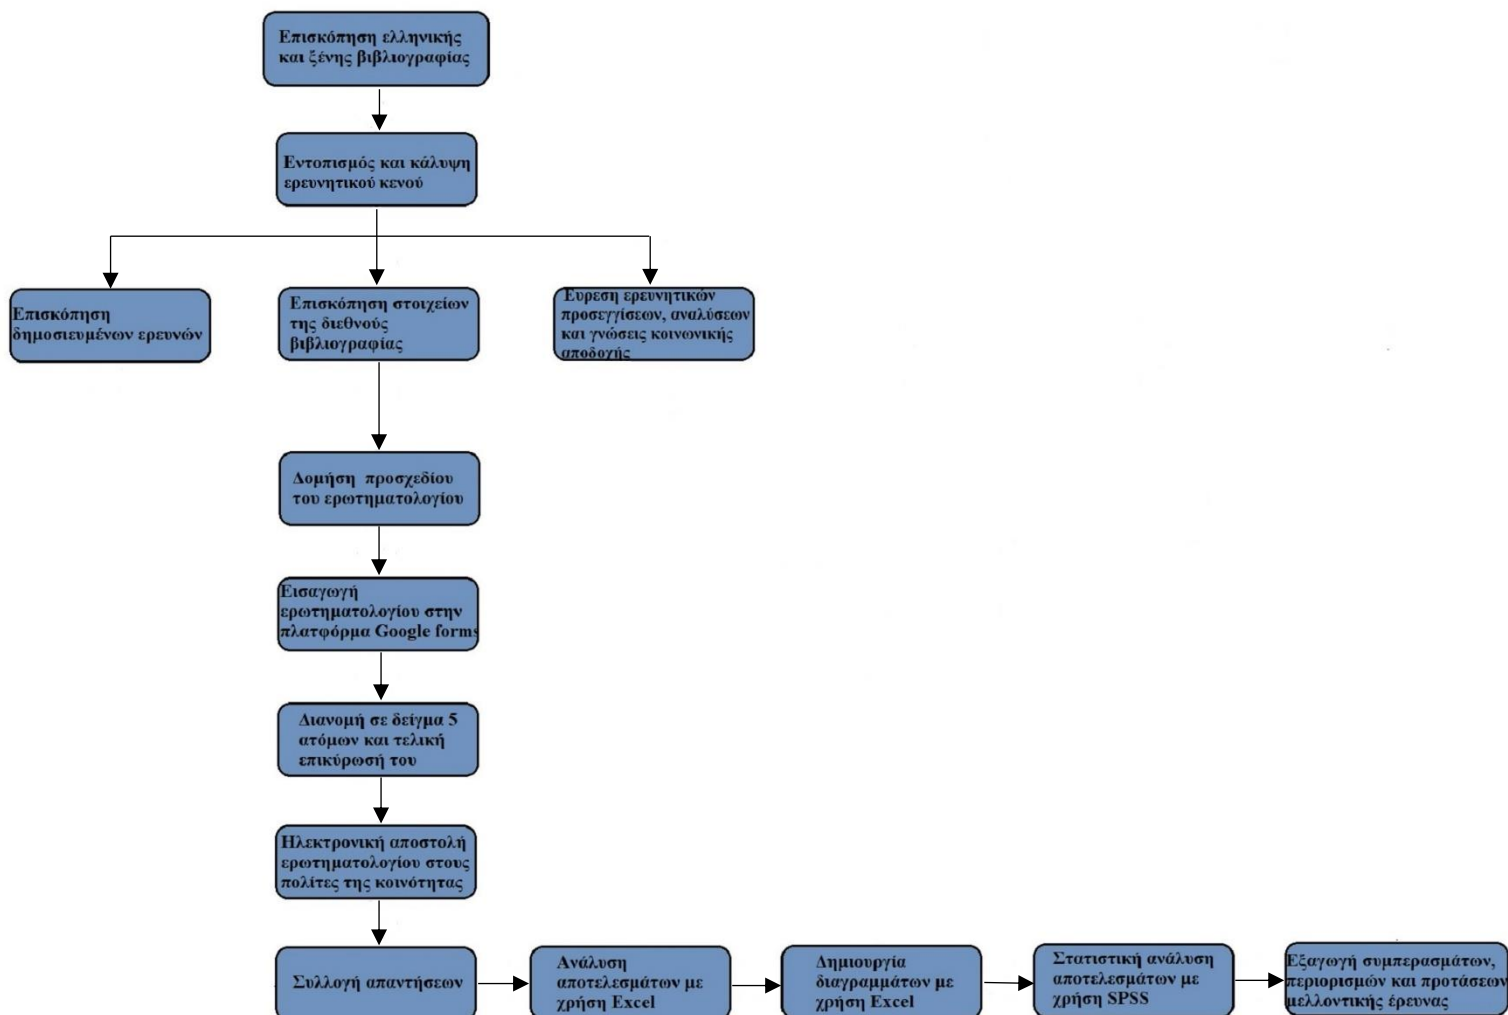 Επισκόπηση ελληνικής
και ξένης βιβλιογραφίας
Εντοπισμός και κάλυψη
ερευνητικού κενού
Επισκόπηση
δημοσιευμένων ερευνών
Επισκόπηση στοιχείων
της διεθνούς
βιβλιογραφίας
Εύρεση ερευνητικών
προσεγγίσεων, αναλύσεων
και γνώσεις κοινωνικής
αποδοχής
Δομήση προσχεδίου
του ερωτηματολογίου
Εισαγωγή
ερωτηματολογίου στην
πλατφόρμα Google forms
Διανομή σε δείγμα 5
ατόμων και τελική
επικύρωσή του
Ηλεκτρονική αποστολή
ερωτηματολογίου στους
πολίτες της κοινότητας
Συλλογή απαντήσεων
Ανάλυση
αποτελεσμάτων με
χρήση Excel
Δημιουργία
διαγραμμάτων με
χρήση Excel
Στατιστική ανάλυση
αποτελεσμάτων με
χρήση SPSS
Εξαγωγή συμπερασμάτων,
περιορισμών και προτάσεων
μελλοντικής έρευνας